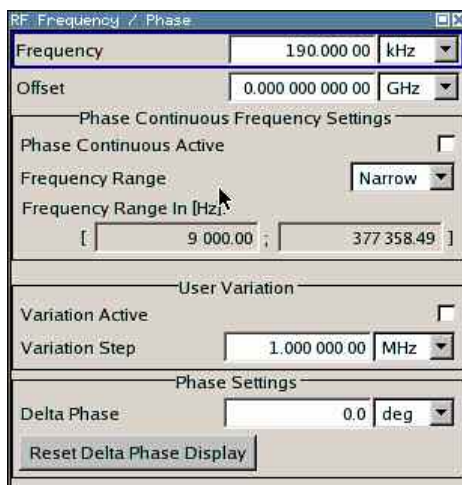 RF Frequency / Phase
Frequency 190.000 00 kHz
Offset 0.000 000 000 00 GHz
Phase Continuous Frequency Settings
Phase Continuous Active
Frequency Range Narrow
Frequency Range In [Hz]:
[ 9 000.00 ; 377 358.49 ]
User Variation
Variation Active
Variation Step 1.000 000 00 MHz
Phase Settings
Delta Phase 0.0 deg
Reset Delta Phase Display